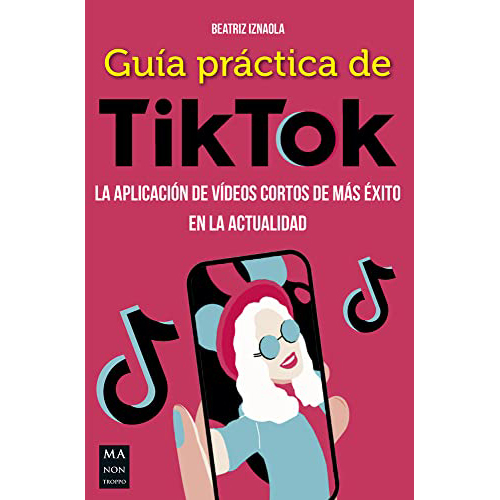 BEATRIZ IZNAOLA
Guía práctica de
TikTok
LA APLICACIÓN DE VÍDEOS CORTOS DE MÁS ÉXITO
EN LA ACTUALIDAD
MA
NON
TROPPO